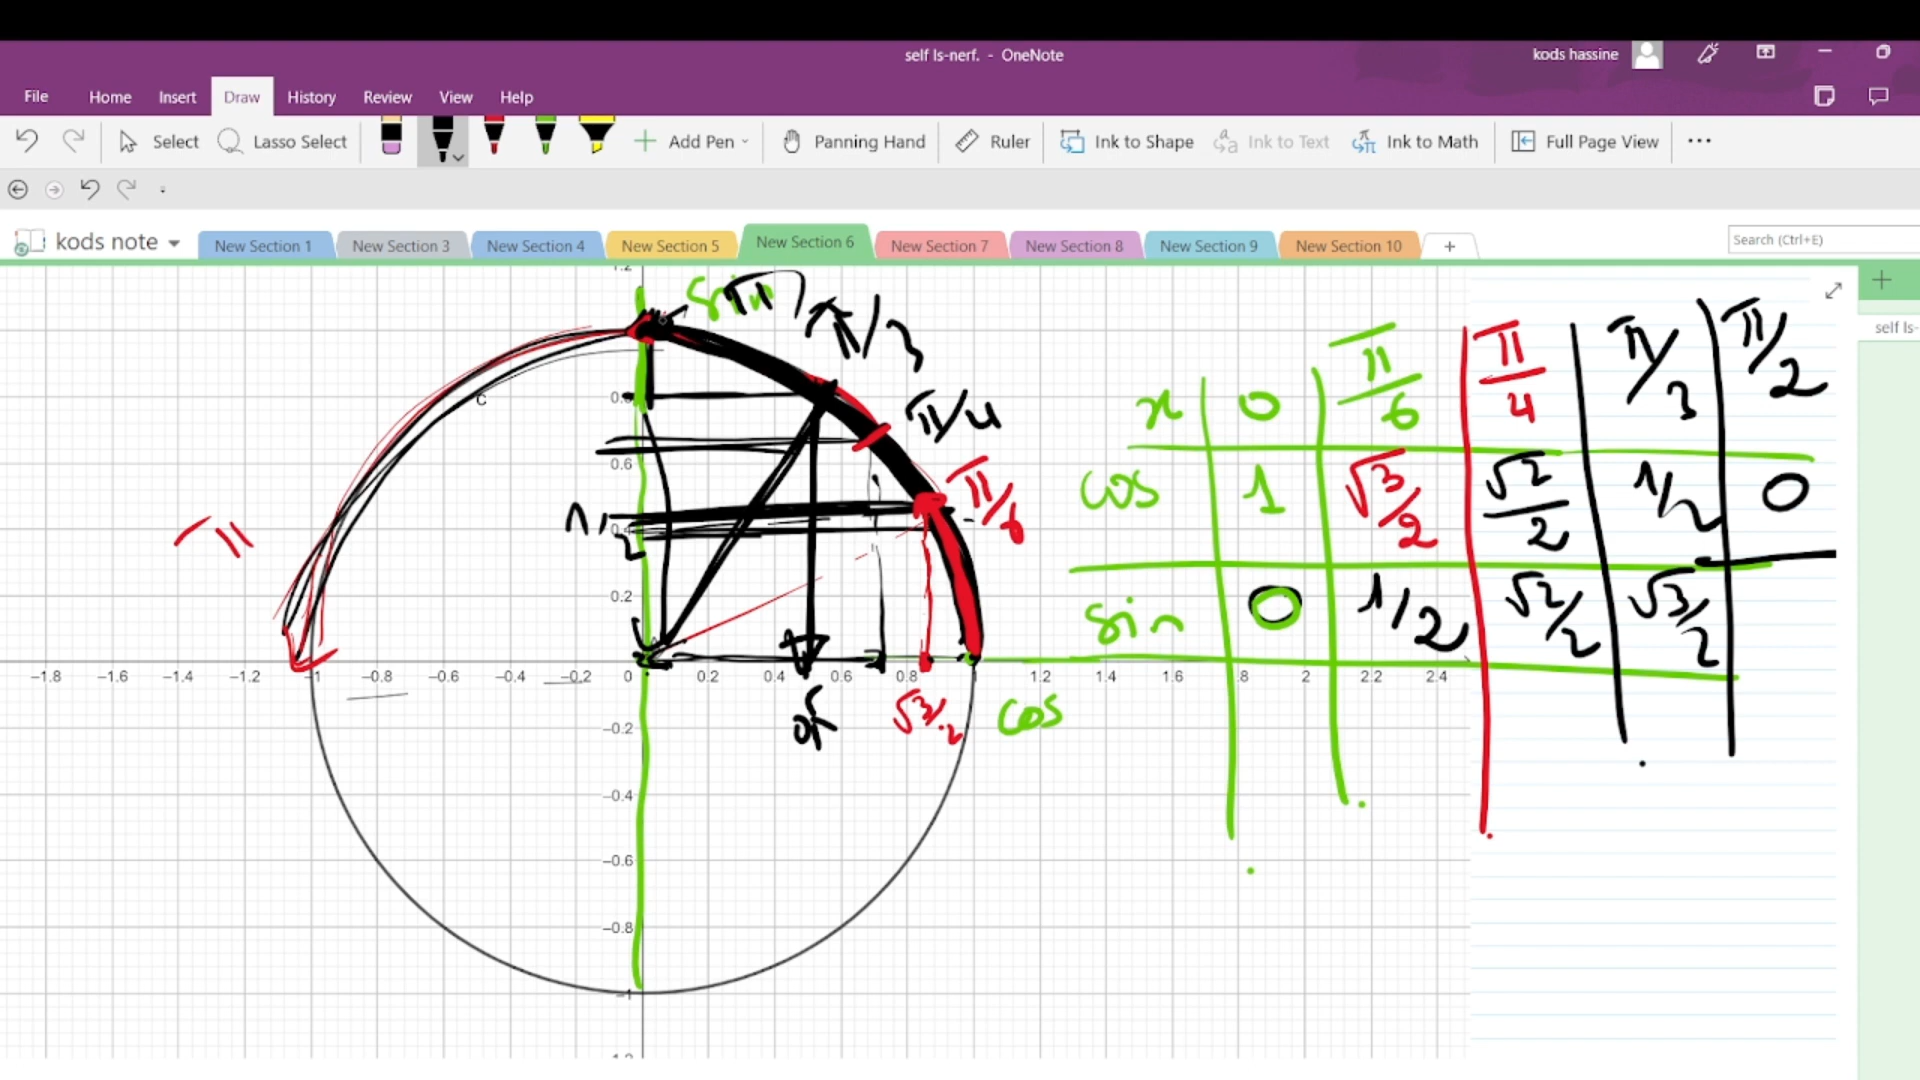 self ls-nerf. - OneNote
kods hassine
File Home Insert Draw History Review View Help
Select Lasso Select Add Pen Panning Hand Ruler Ink to Shape Ink to Text Ink to Math Full Page View ...
kods note New Section 1 New Section 3 New Section 4 New Section 5 New Section 6 New Section 7 New Section 8 New Section 9 New Section 10 +
Search (Ctrl+E)
self ls-
sin
π/3
π/4
π/6
π
c
1/2
0.6
0.2
−1.8 −1.6 −1.4 −1.2 −1 −0.8 −0.6 −0.4 −0.2 0 0.2 0.4 0.6 0.8 1 1.2 1.4 1.6 2 2.2 2.4
√3/2
cos
−0.2
−0.4
−0.6
−0.8
−1
x 0 π/6 π/4 π/3 π/2
cos 1 √3/2 √2/2 1/2 0
sin 0 1/2 √2/2 √3/2